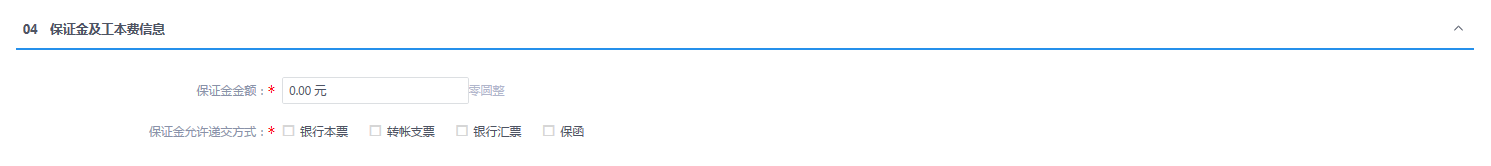 04 保证金及工本费信息
保证金金额：* 0.00 元 零圆整
保证金允许递交方式：* 银行本票 转帐支票 银行汇票 保函